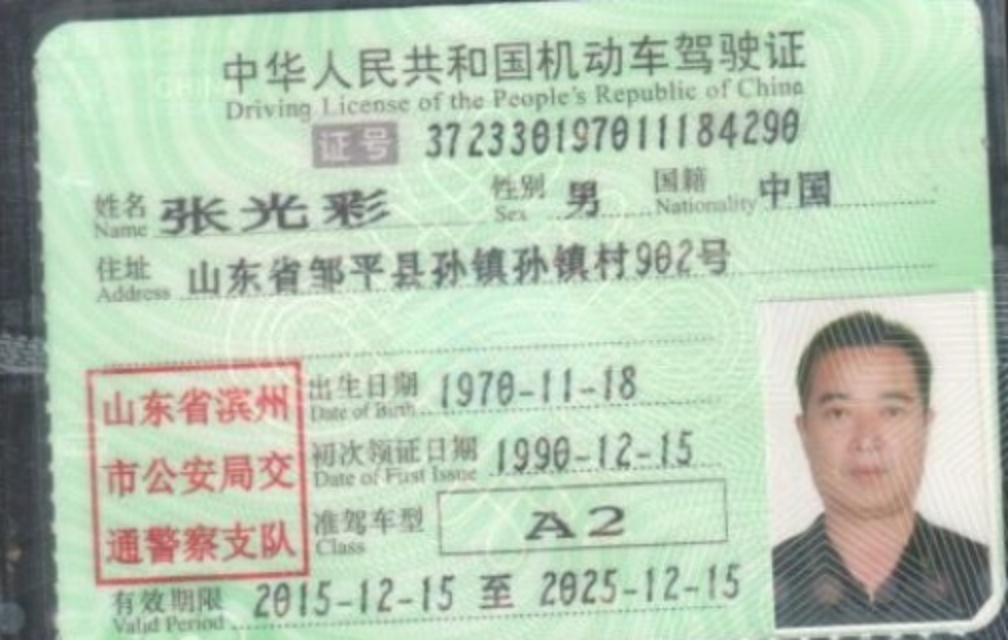 中华人民共和国机动车驾驶证
Driving License of the People's Republic of China
证号 372330197011184290
姓名 张光彩 性别 男 国籍 中国
Name Sex Nationality
住址 山东省邹平县孙镇孙镇村902号
Address
山东省滨州
市公安局交
通警察支队
出生日期 1970-11-18
Date of Birth
初次领证日期 1990-12-15
Date of First Issue
准驾车型 A2
Class
有效期限 2015-12-15 至 2025-12-15
Valid Period